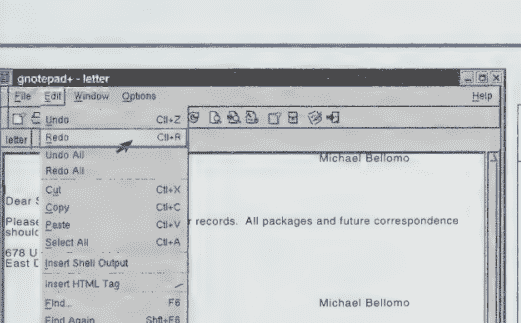 gnotepad+ - letter
File Edit Window Options Help
Undo Ctl+Z
letter Redo Ctl+R
Undo All Michael Bellomo
Redo All
Cut Ctl+X
Dear
Copy Ctl+C
Please Paste Ctl+V r records. All packages and future correspondence
Select All Ctl+A
678 U
East Insert Shell Output
Insert HTML Tag
Find... F6 Michael Bellomo
Find Again Shft+F6